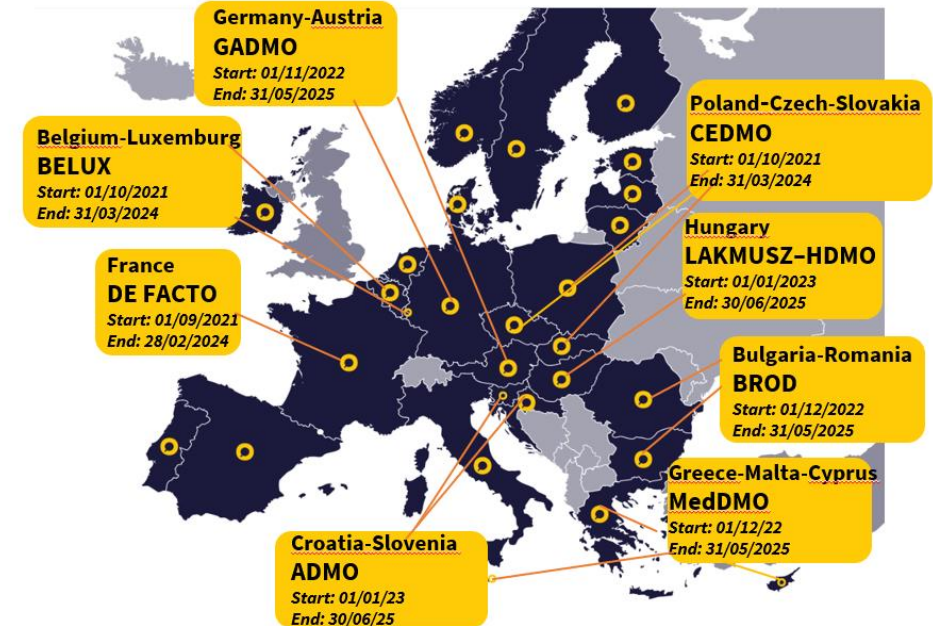 Germany-Austria
GADMO
Start: 01/11/2022
End: 31/05/2025
Poland-Czech-Slovakia
CEDMO
Start: 01/10/2021
End: 31/03/2024
Belgium-Luxemburg
BELUX
Start: 01/10/2021
End: 31/03/2024
Hungary
LAKMUSZ–HDMO
Start: 01/01/2023
End: 30/06/2025
France
DE FACTO
Start: 01/09/2021
End: 28/02/2024
Bulgaria-Romania
BROD
Start: 01/12/2022
End: 31/05/2025
Greece-Malta-Cyprus
MedDMO
Start: 01/12/22
End: 31/05/2025
Croatia-Slovenia
ADMO
Start: 01/01/23
End: 30/06/25